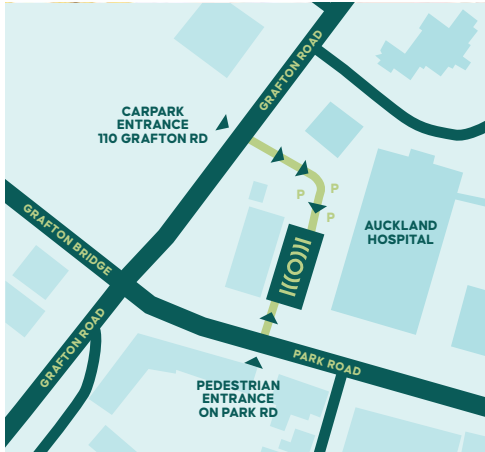 GRAFTON ROAD
CARPARK
ENTRANCE
110 GRAFTON RD
P
P
P
AUCKLAND
HOSPITAL
GRAFTON BRIDGE
GRAFTON ROAD
PARK ROAD
PEDESTRIAN
ENTRANCE
ON PARK RD